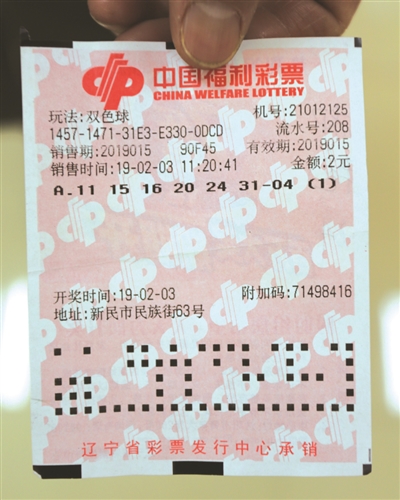 中国福利彩票
CHINA WELFARE LOTTERY
玩法:双色球 机号:21012125
1457-1471-31E3-E330-0DCD 流水号:208
销售期:2019015 90F45 有效期:2019015
销售时间:19-02-03 11:20:41 金额:2元
A.11 15 16 20 24 31-04 (1)
开奖时间:19-02-03 附加码:71498416
地址:新民市民族街63号
辽宁省彩票发行中心承销